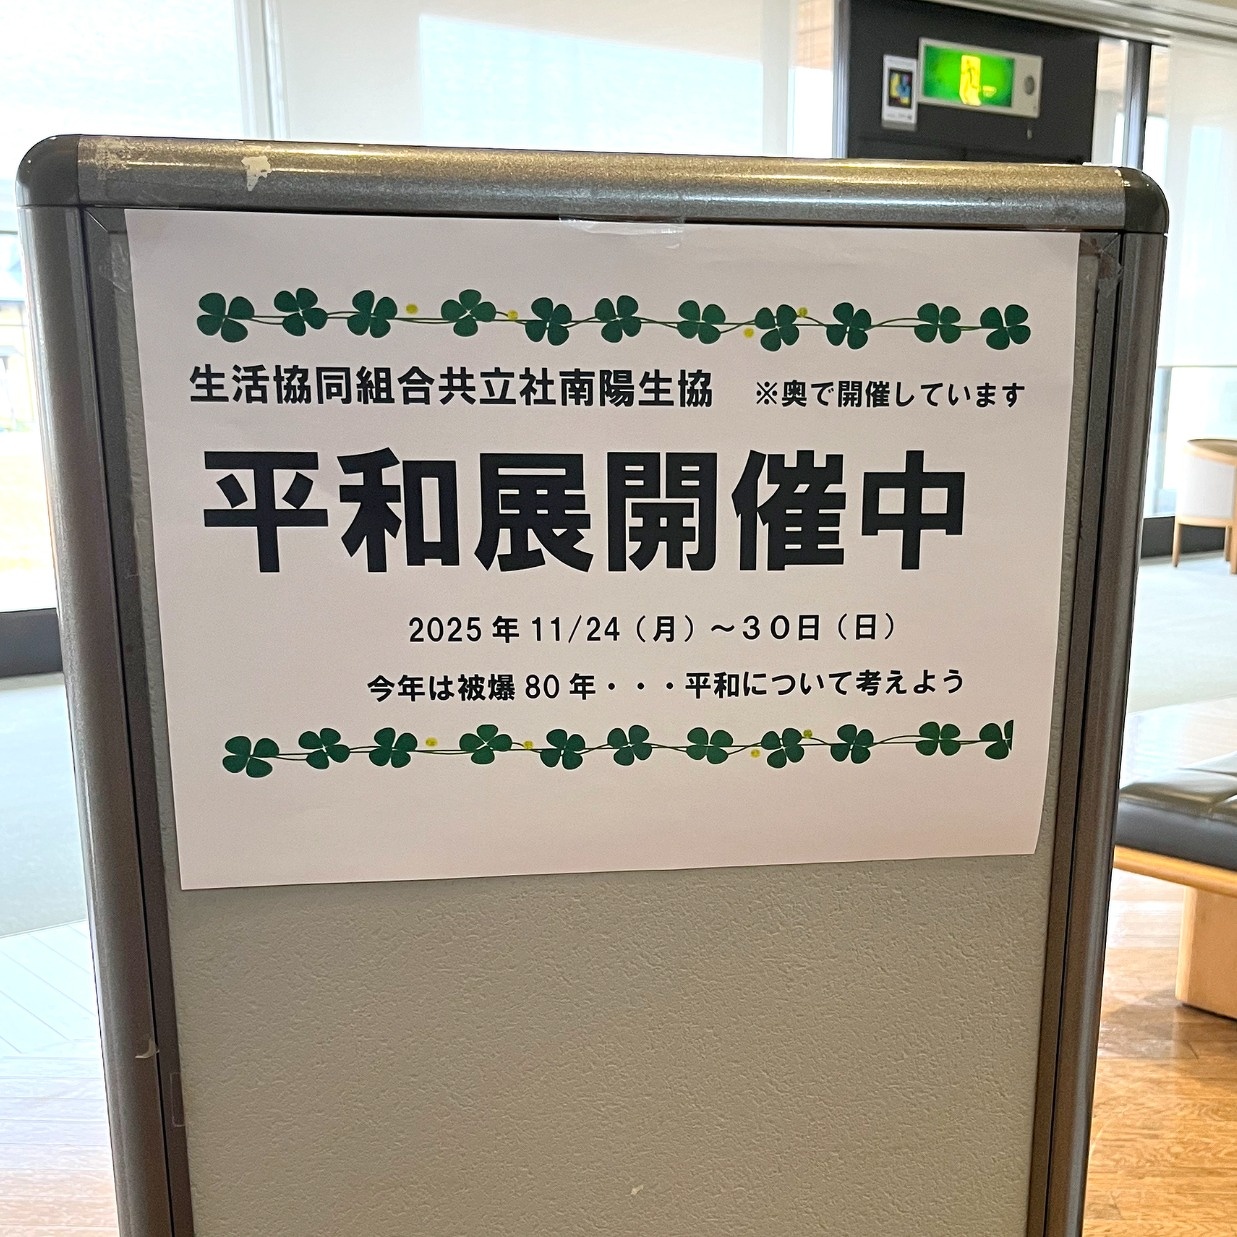 生活協同組合共立社南陽生協　※奥で開催しています
平和展開催中
2025年11/24（月）～３０日（日）
今年は被爆80年・・・平和について考えよう